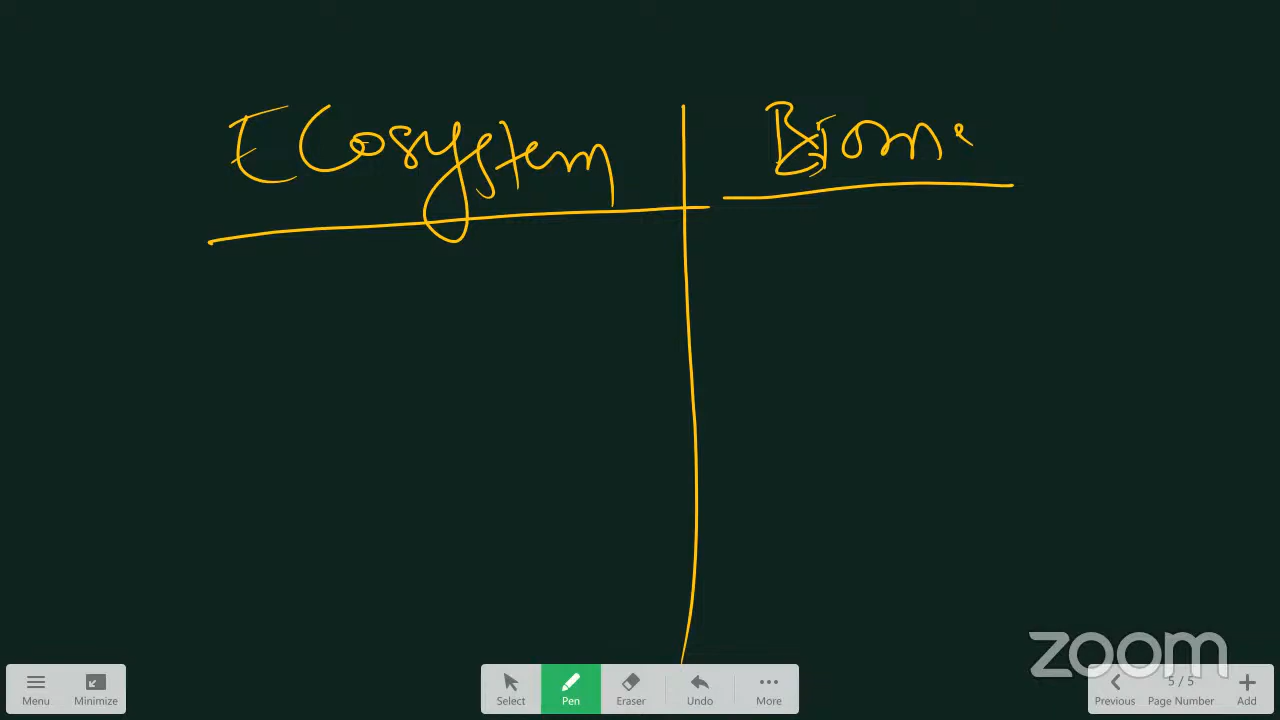 ECosystem Biome
zoom
Menu Minimize Select Pen Eraser Undo More Previous 5 / 5 Page Number Add